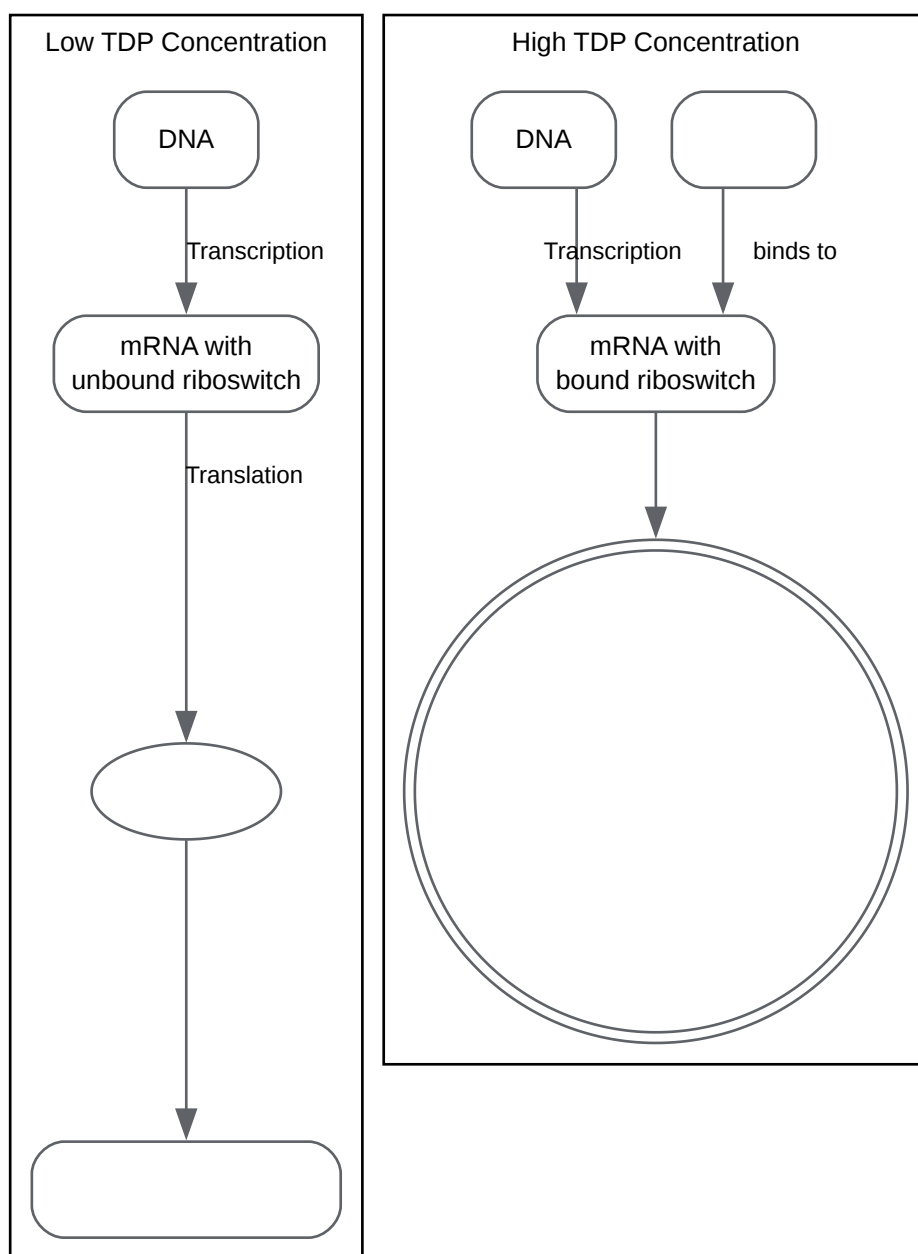 Low TDP Concentration
DNA
Transcription
mRNA with
unbound riboswitch
Translation
High TDP Concentration
DNA
Transcription
binds to
mRNA with
bound riboswitch